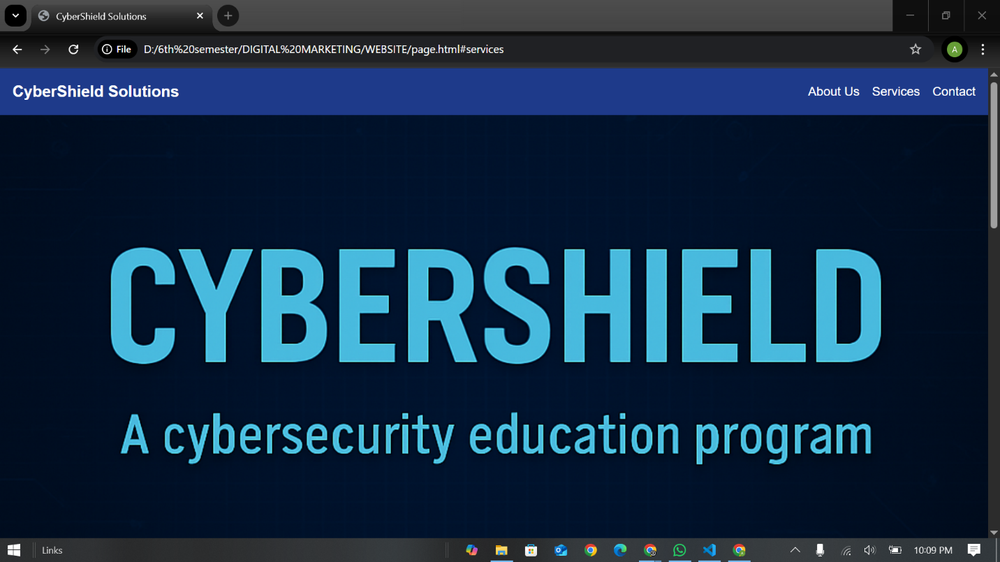 CyberShield Solutions
File D:/6th%20semester/DIGITAL%20MARKETING/WEBSITE/page.html#services A
CyberShield Solutions About Us Services Contact
CYBERSHIELD
A cybersecurity education program
Links 10:09 PM